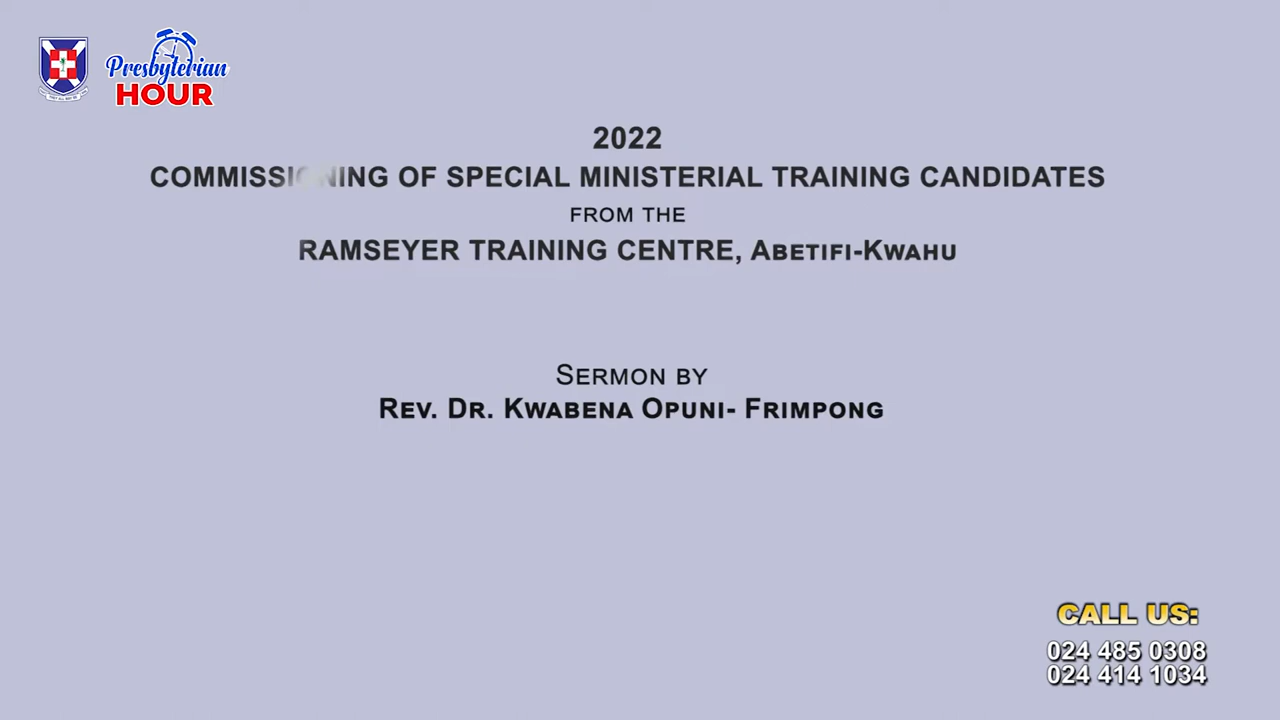 Presbyterian
HOUR
2022
COMMISSIONING OF SPECIAL MINISTERIAL TRAINING CANDIDATES
FROM THE
RAMSEYER TRAINING CENTRE, ABETIFI-KWAHU
SERMON BY
REV. DR. KWABENA OPUNI- FRIMPONG
CALL US:
024 485 0308
024 414 1034